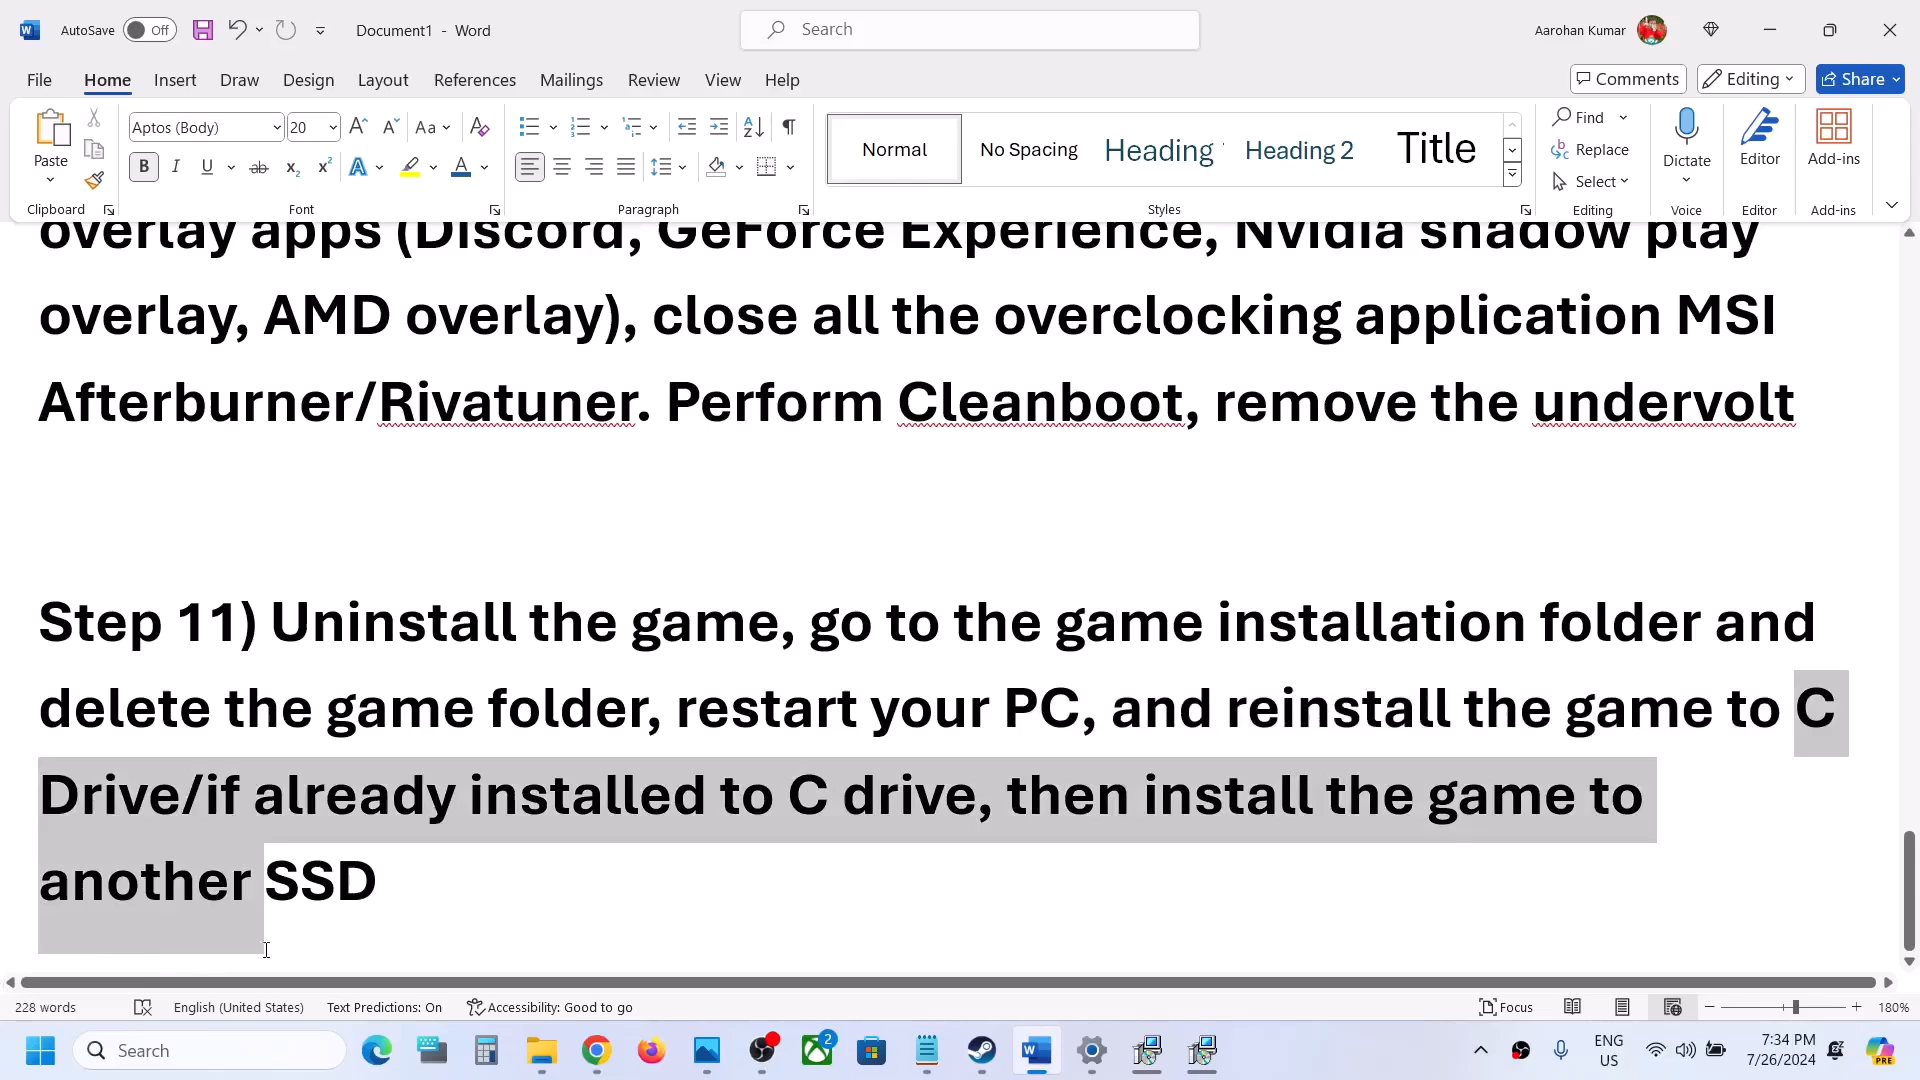 AutoSave Off Document1 - Word Search Aarohan Kumar
File Home Insert Draw Design Layout References Mailings Review View Help Comments Editing Share
Paste Aptos (Body) 20 Aa Normal No Spacing Heading Heading 2 Title Find Replace Select Dictate Editor Add-ins
Clipboard Font Paragraph Styles Editing Voice Editor Add-ins
overlay apps (Discord, GeForce Experience, Nvidia shadow play
overlay, AMD overlay), close all the overclocking application MSI
Afterburner/Rivatuner. Perform Cleanboot, remove the undervolt
Step 11) Uninstall the game, go to the game installation folder and
delete the game folder, restart your PC, and reinstall the game to C
Drive/if already installed to C drive, then install the game to
another SSD
228 words English (United States) Text Predictions: On Accessibility: Good to go Focus 180%
Search 2 ENG US 7:34 PM 7/26/2024 PRE